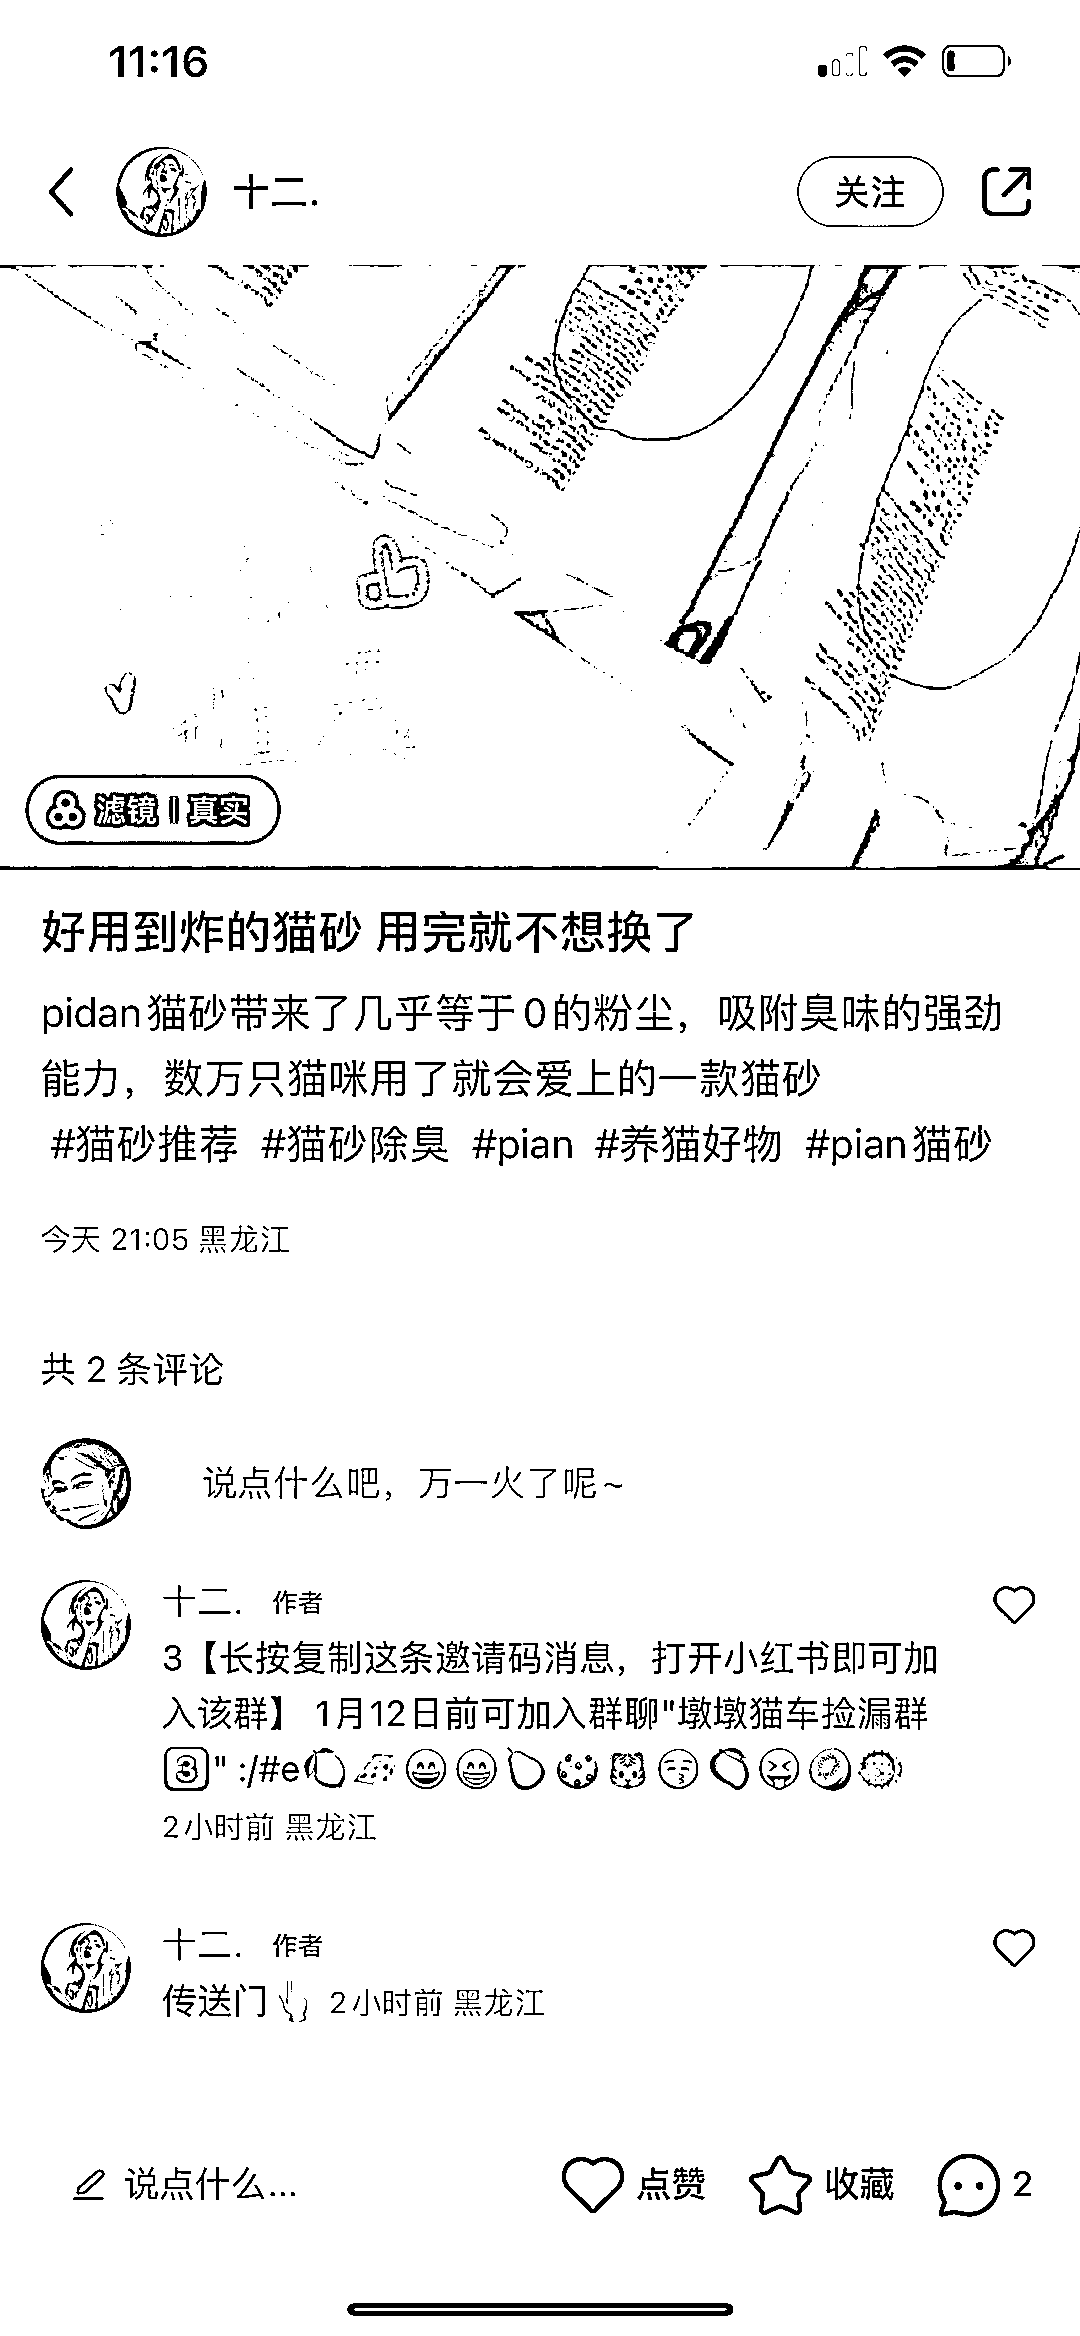 11:16
十二.
关注
滤镜 | 真实
好用到炸的猫砂 用完就不想换了
pidan猫砂带来了几乎等于0的粉尘，吸附臭味的强劲
能力，数万只猫咪用了就会爱上的一款猫砂
#猫砂推荐 #猫砂除臭 #pian #养猫好物 #pian猫砂
今天 21:05 黑龙江
共 2 条评论
说点什么吧，万一火了呢~
十二. 作者
3【长按复制这条邀请码消息，打开小红书即可加
入该群】 1月12日前可加入群聊"墩墩猫车捡漏群
3️⃣" :/#e
2小时前 黑龙江
十二. 作者
传送门 2小时前 黑龙江
说点什么...
点赞
收藏
2